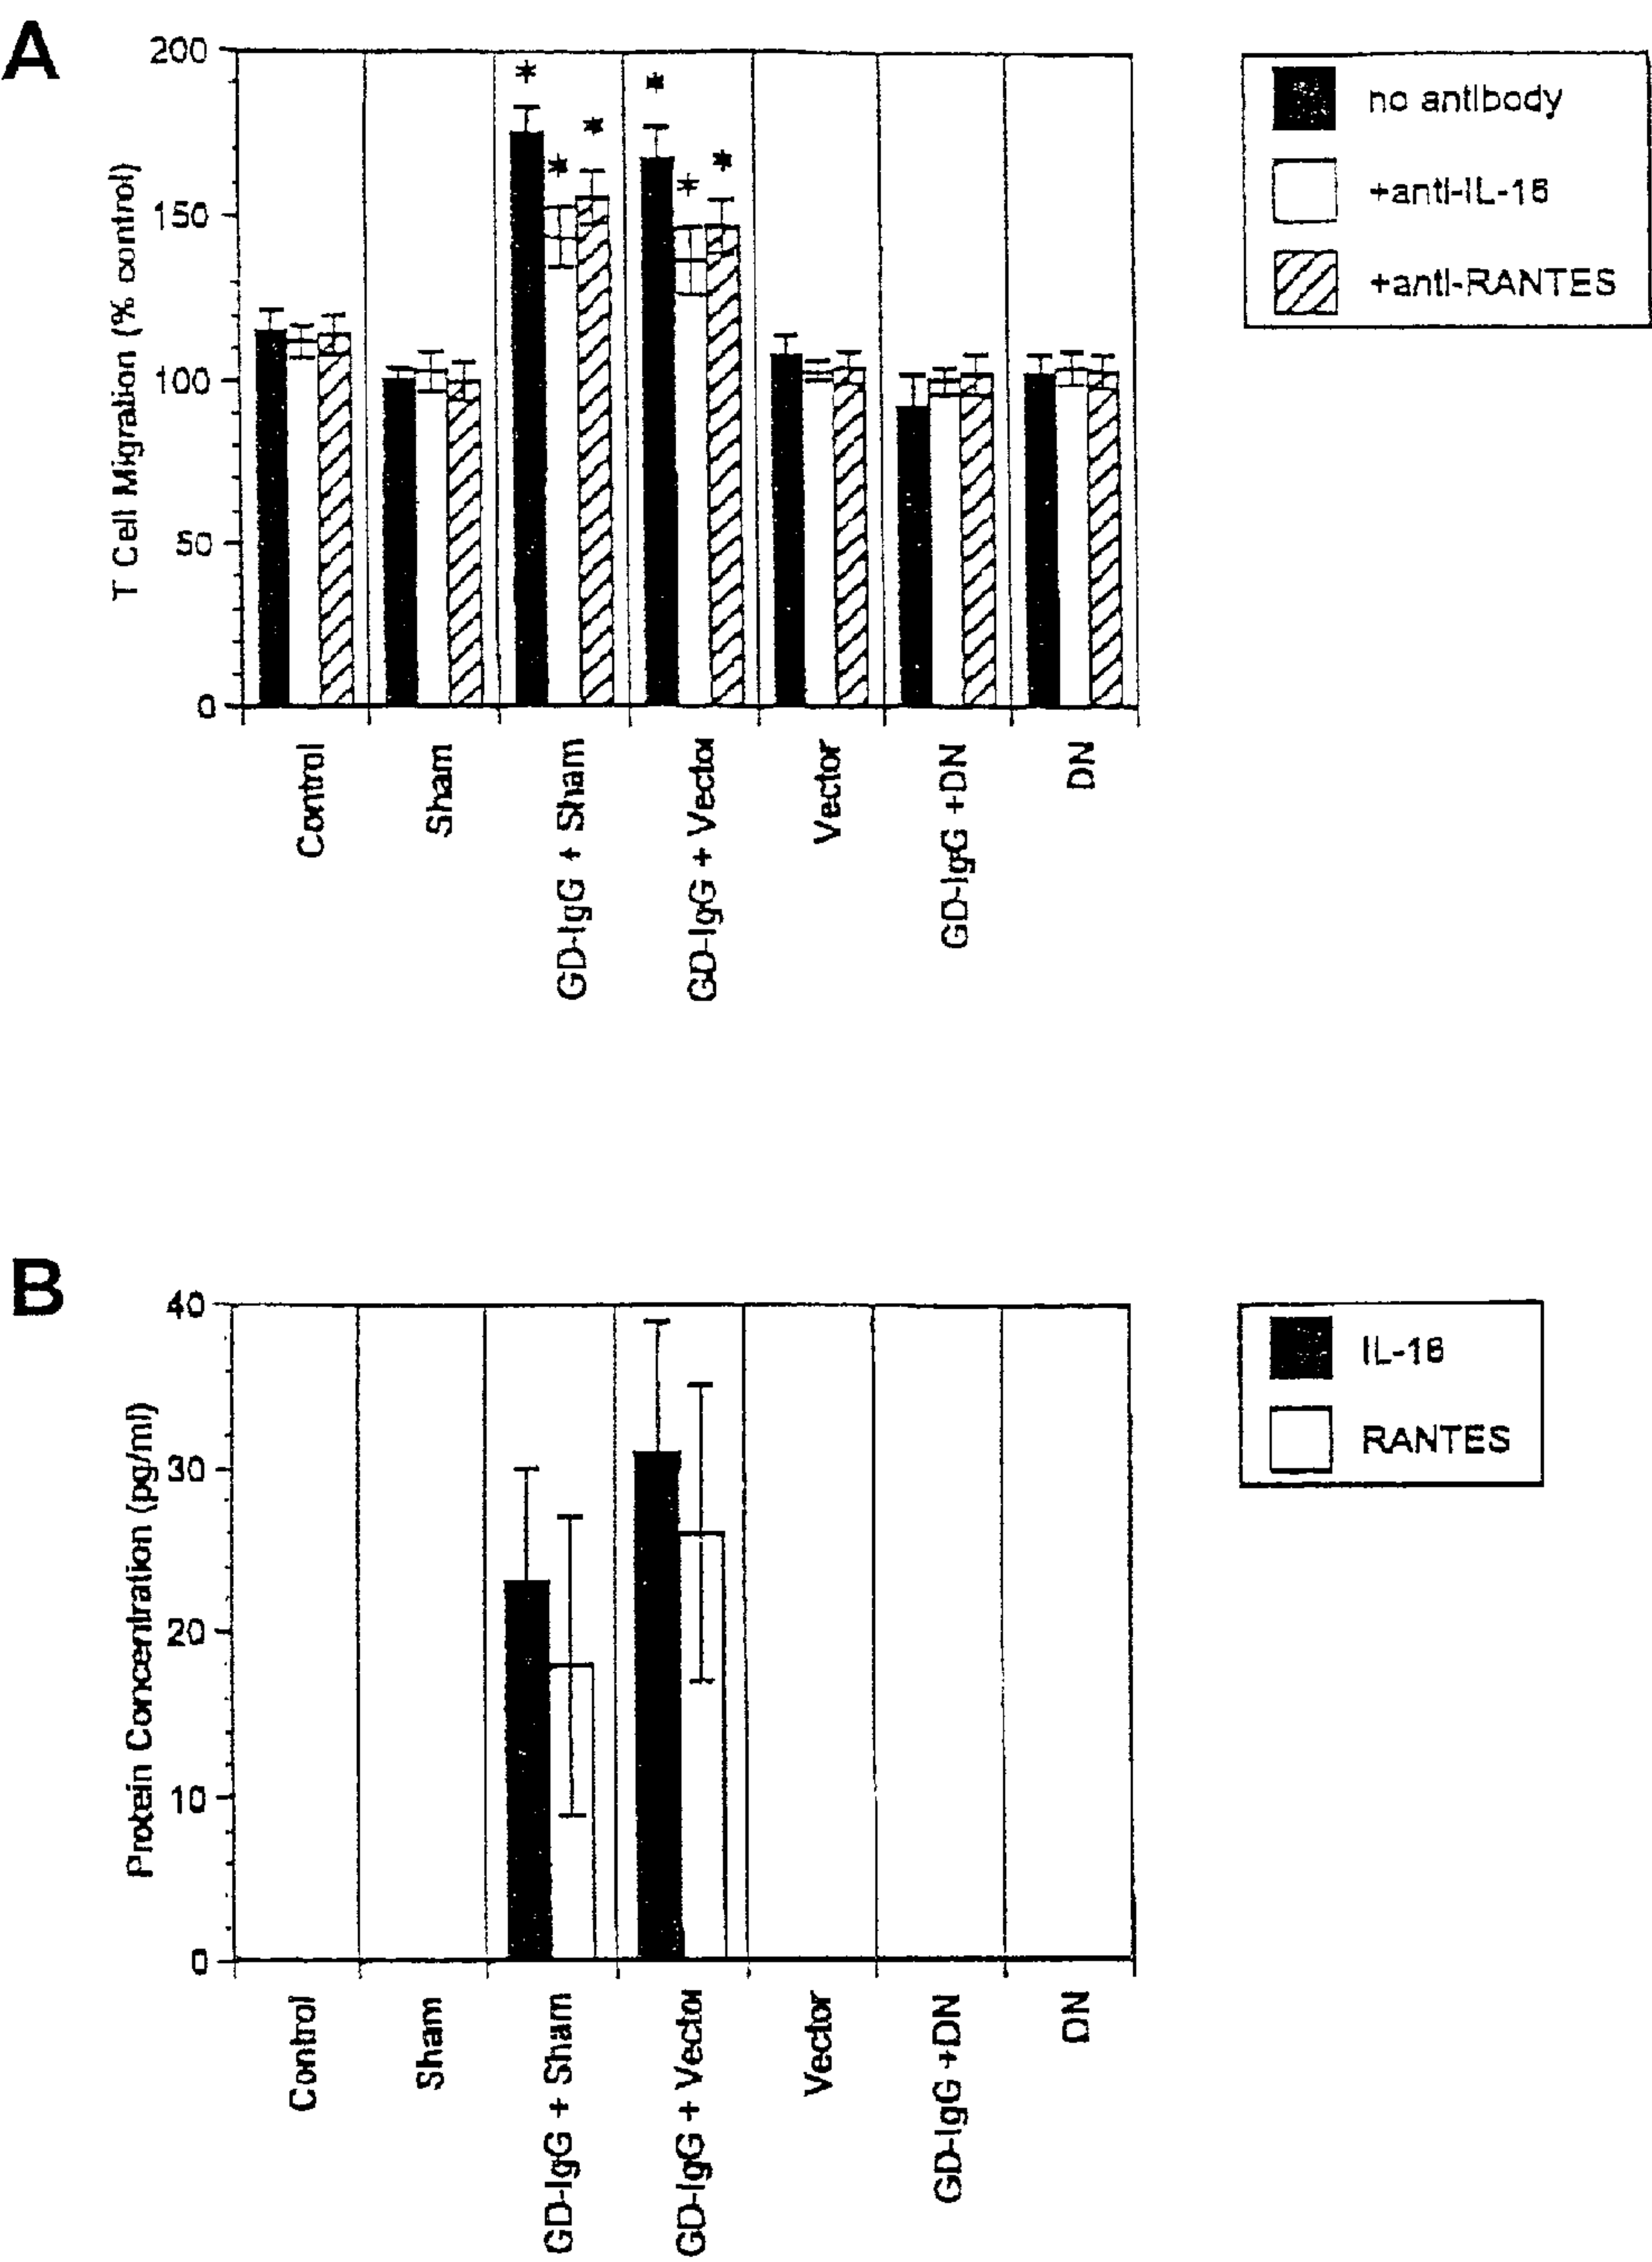 A
200
150
100
50
0
T Cell Migration (% control)
* * * * * *
no antibody
+anti-IL-16
+anti-RANTES
Control
Sham
GD-IgG + Sham
GD-IgG + Vector
Vector
GD-IgG +DN
DN
B
40
30
20
10
0
Protein Concentration (pg/ml)
IL-16
RANTES
Control
Sham
GD-IgG + Sham
GD-IgG + Vector
Vector
GD-IgG +DN
DN